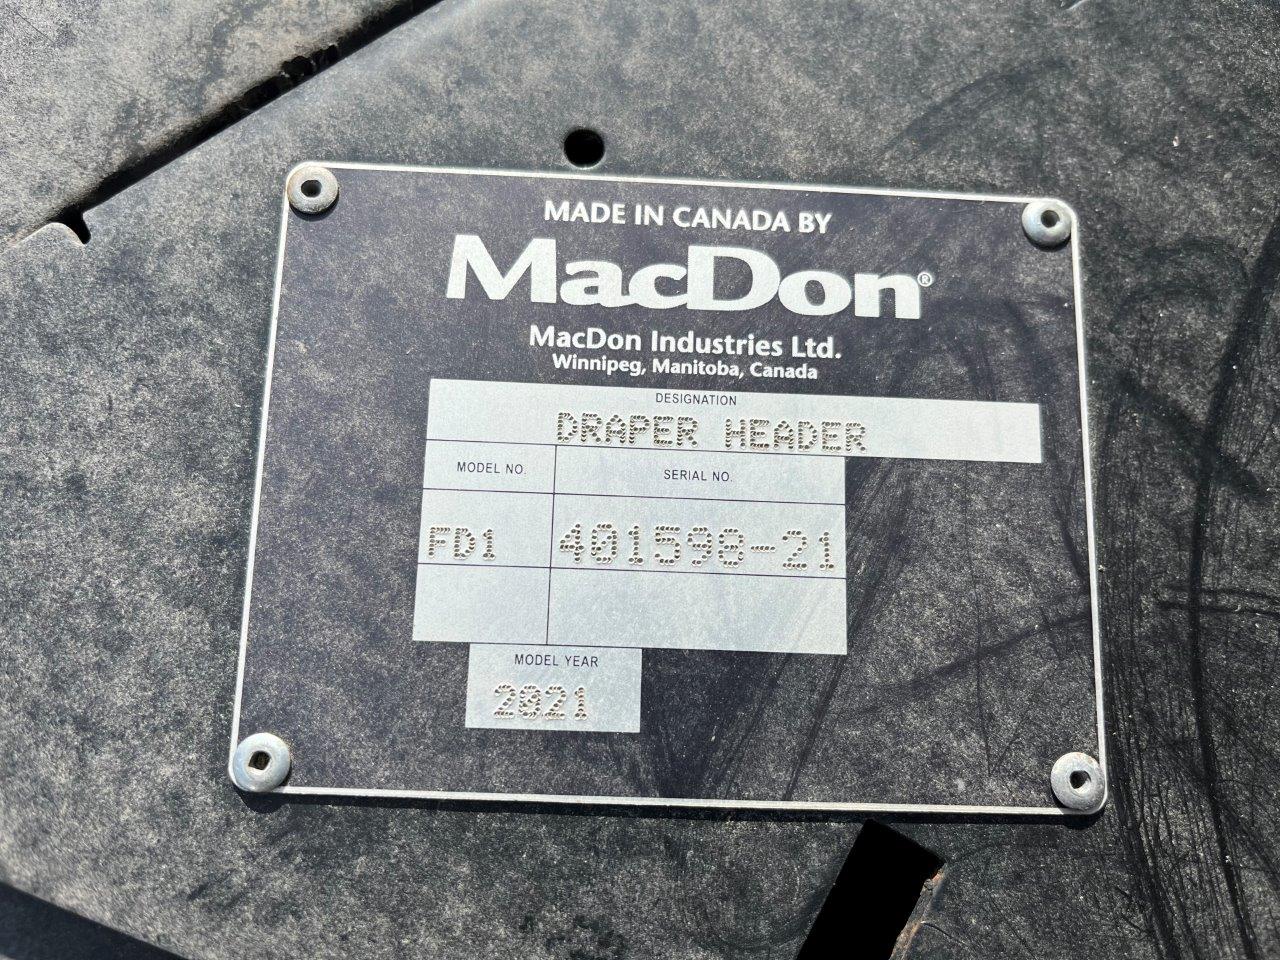 MADE IN CANADA BY
MacDon®
MacDon Industries Ltd.
Winnipeg, Manitoba, Canada
DESIGNATION
DRAPER HEADER
MODEL NO. SERIAL NO.
FD1 401598-21
MODEL YEAR
2021